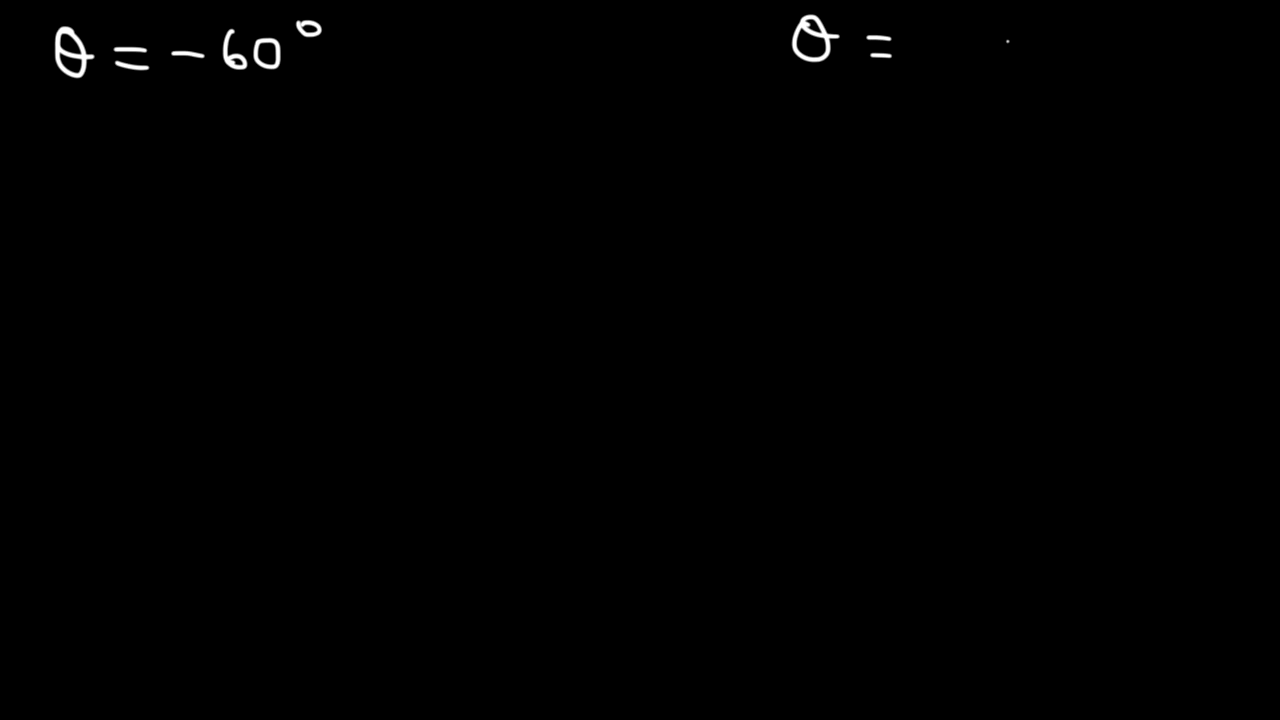 θ = - 60° θ =